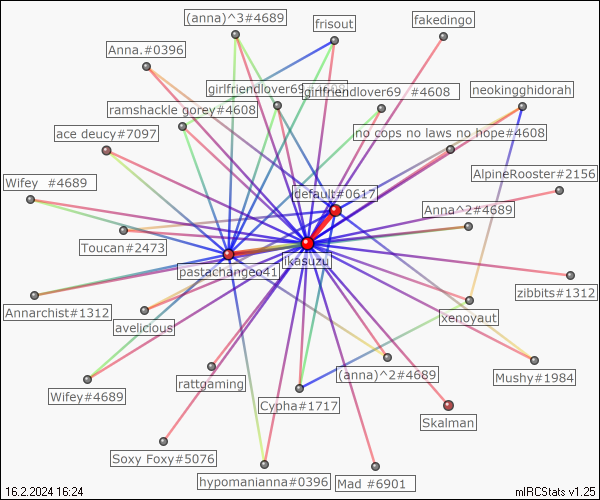 (anna)^3#4689
frisout
fakedingo
Anna.#0396
girlfriendlover69
girlfriendlover69 #4608
neokingghidorah
ramshackle gorey#4608
ace deucy#7097
no cops no laws no hope#4608
AlpineRooster#2156
Wifey #4689
default#0617
Anna^2#4689
Toucan#2473
pastachangeo41
ikasuzu
zibbits#1312
Annarchist#1312
avelicious
xenoyaut
rattgaming
(anna)^2#4689
Mushy#1984
Wifey#4689
Cypha#1717
Skalman
Soxy Foxy#5076
hypomanianna#0396
Mad #6901
16.2.2024 16:24
mIRCStats v1.25